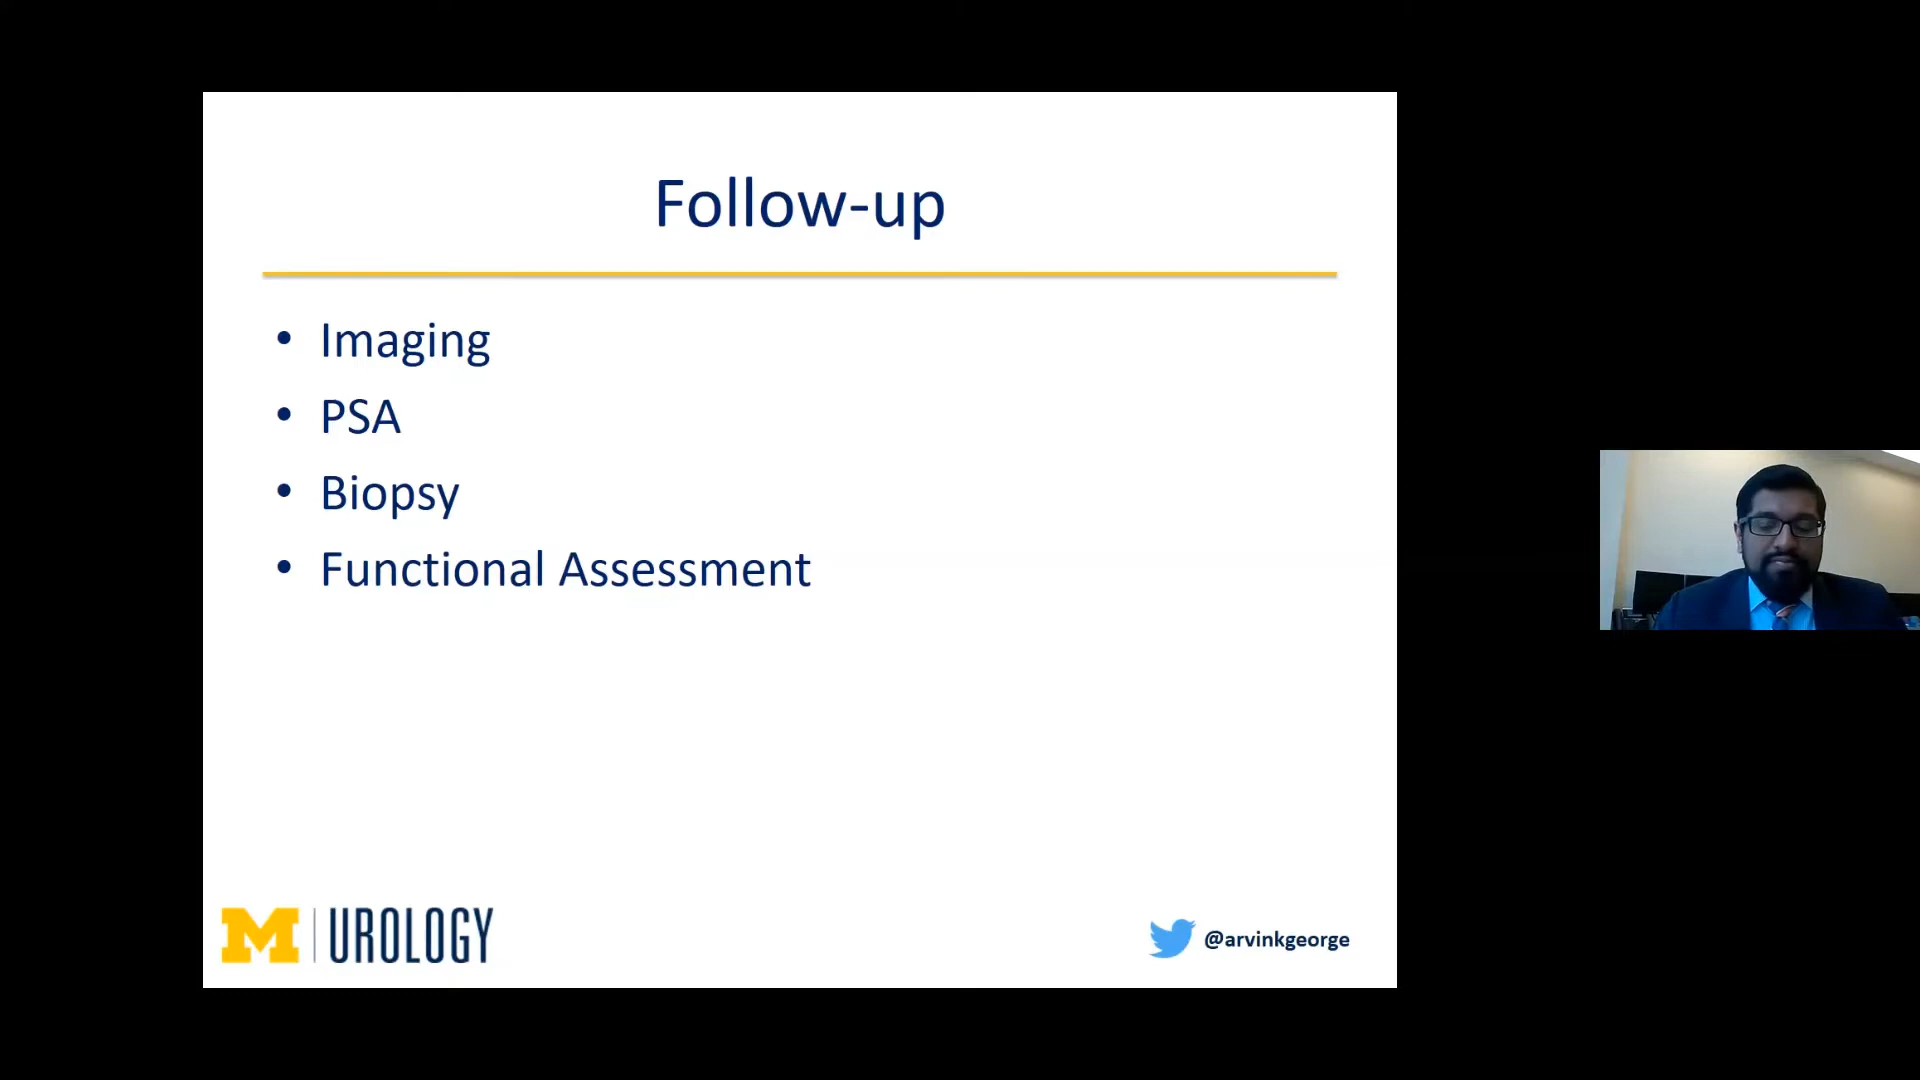 Follow-up
• Imaging
• PSA
• Biopsy
• Functional Assessment
M | UROLOGY
@arvinkgeorge